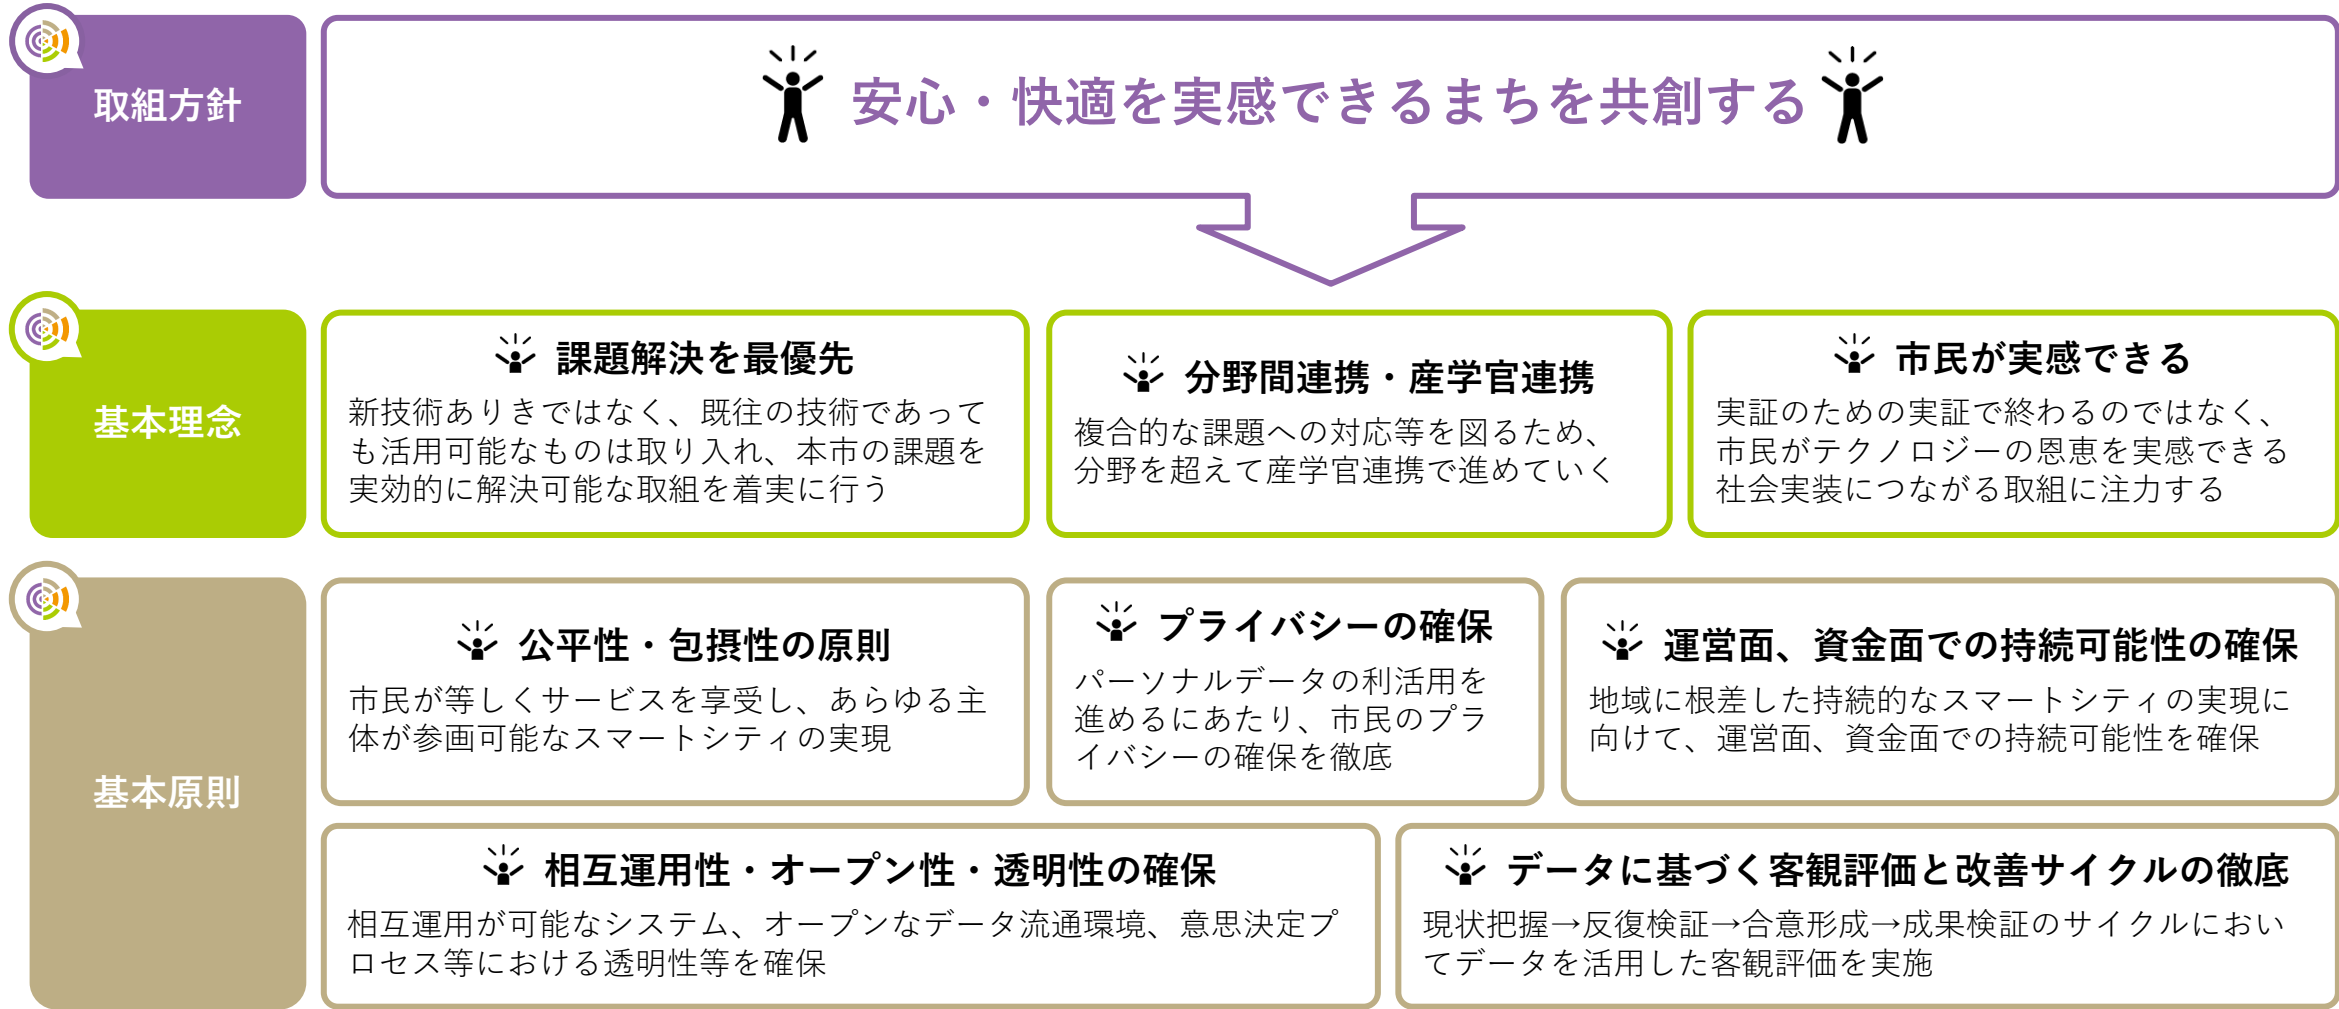 取組方針
安心・快適を実感できるまちを共創する
基本理念
課題解決を最優先
新技術ありきではなく、既往の技術であって
も活用可能なものは取り入れ、本市の課題を
実効的に解決可能な取組を着実に行う
分野間連携・産学官連携
複合的な課題への対応等を図るため、
分野を超えて産学官連携で進めていく
市民が実感できる
実証のための実証で終わるのではなく、
市民がテクノロジーの恩恵を実感できる
社会実装につながる取組に注力する
基本原則
公平性・包摂性の原則
市民が等しくサービスを享受し、あらゆる主
体が参画可能なスマートシティの実現
プライバシーの確保
パーソナルデータの利活用を
進めるにあたり、市民のプラ
イバシーの確保を徹底
運営面、資金面での持続可能性の確保
地域に根差した持続的なスマートシティの実現に
向けて、運営面、資金面での持続可能性を確保
相互運用性・オープン性・透明性の確保
相互運用が可能なシステム、オープンなデータ流通環境、意思決定プ
ロセス等における透明性等を確保
データに基づく客観評価と改善サイクルの徹底
現状把握→反復検証→合意形成→成果検証のサイクルにおい
てデータを活用した客観評価を実施